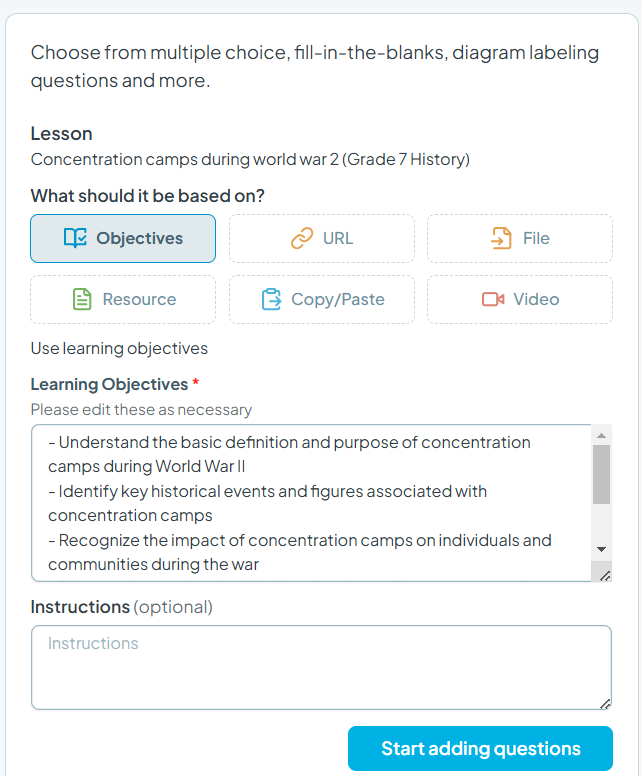 Choose from multiple choice, fill-in-the-blanks, diagram labeling
questions and more.
Lesson
Concentration camps during world war 2 (Grade 7 History)
What should it be based on?
Objectives
URL
File
Resource
Copy/Paste
Video
Use learning objectives
Learning Objectives *
Please edit these as necessary
- Understand the basic definition and purpose of concentration
camps during World War II
- Identify key historical events and figures associated with
concentration camps
- Recognize the impact of concentration camps on individuals and
communities during the war
Instructions (optional)
Instructions
Start adding questions